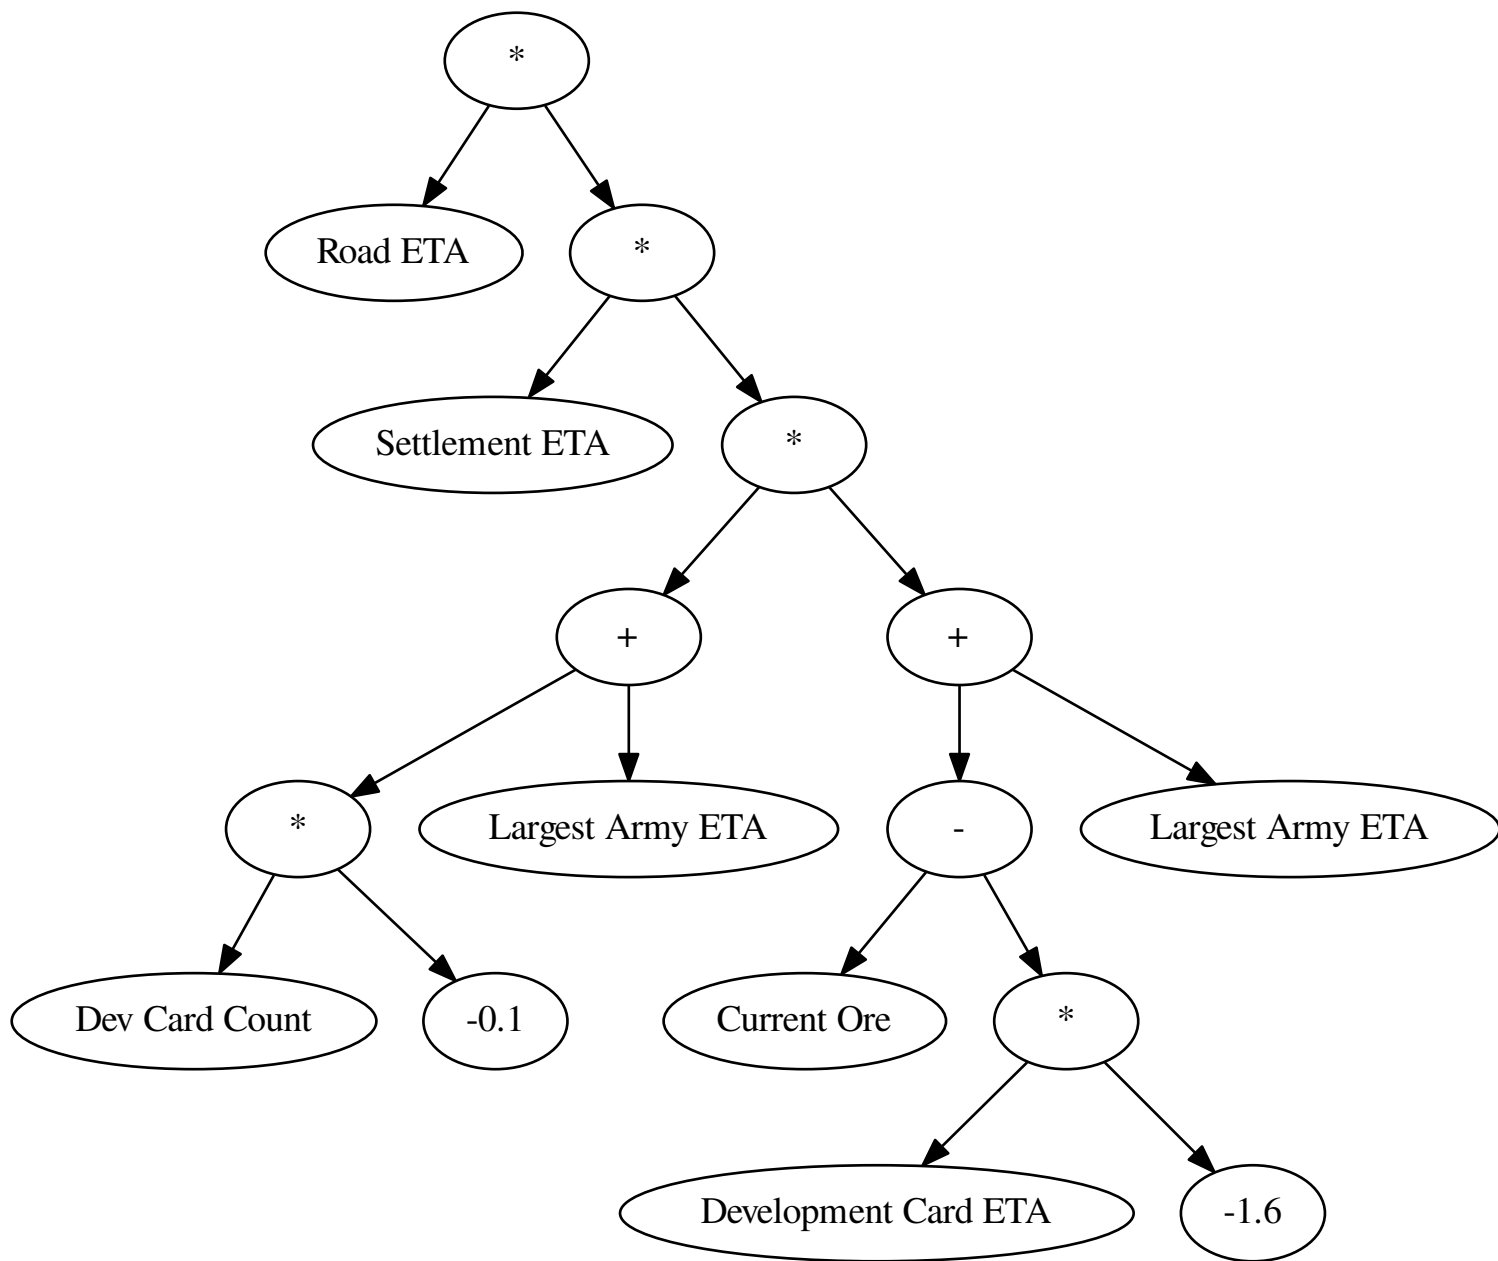 *
Road ETA
*
Settlement ETA
*
+
+
*
Largest Army ETA
-
Largest Army ETA
Dev Card Count
-0.1
Current Ore
*
Development Card ETA
-1.6